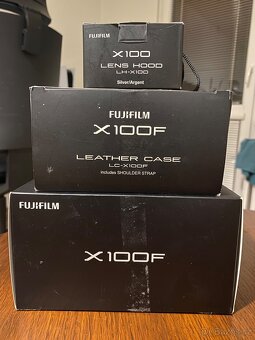 FUJIFILM
X100
LENS HOOD
LH-X100
Silver/Argent
FUJIFILM
X100F
LEATHER CASE
LC-X100F
includes SHOULDER STRAP
FUJIFILM
X100F